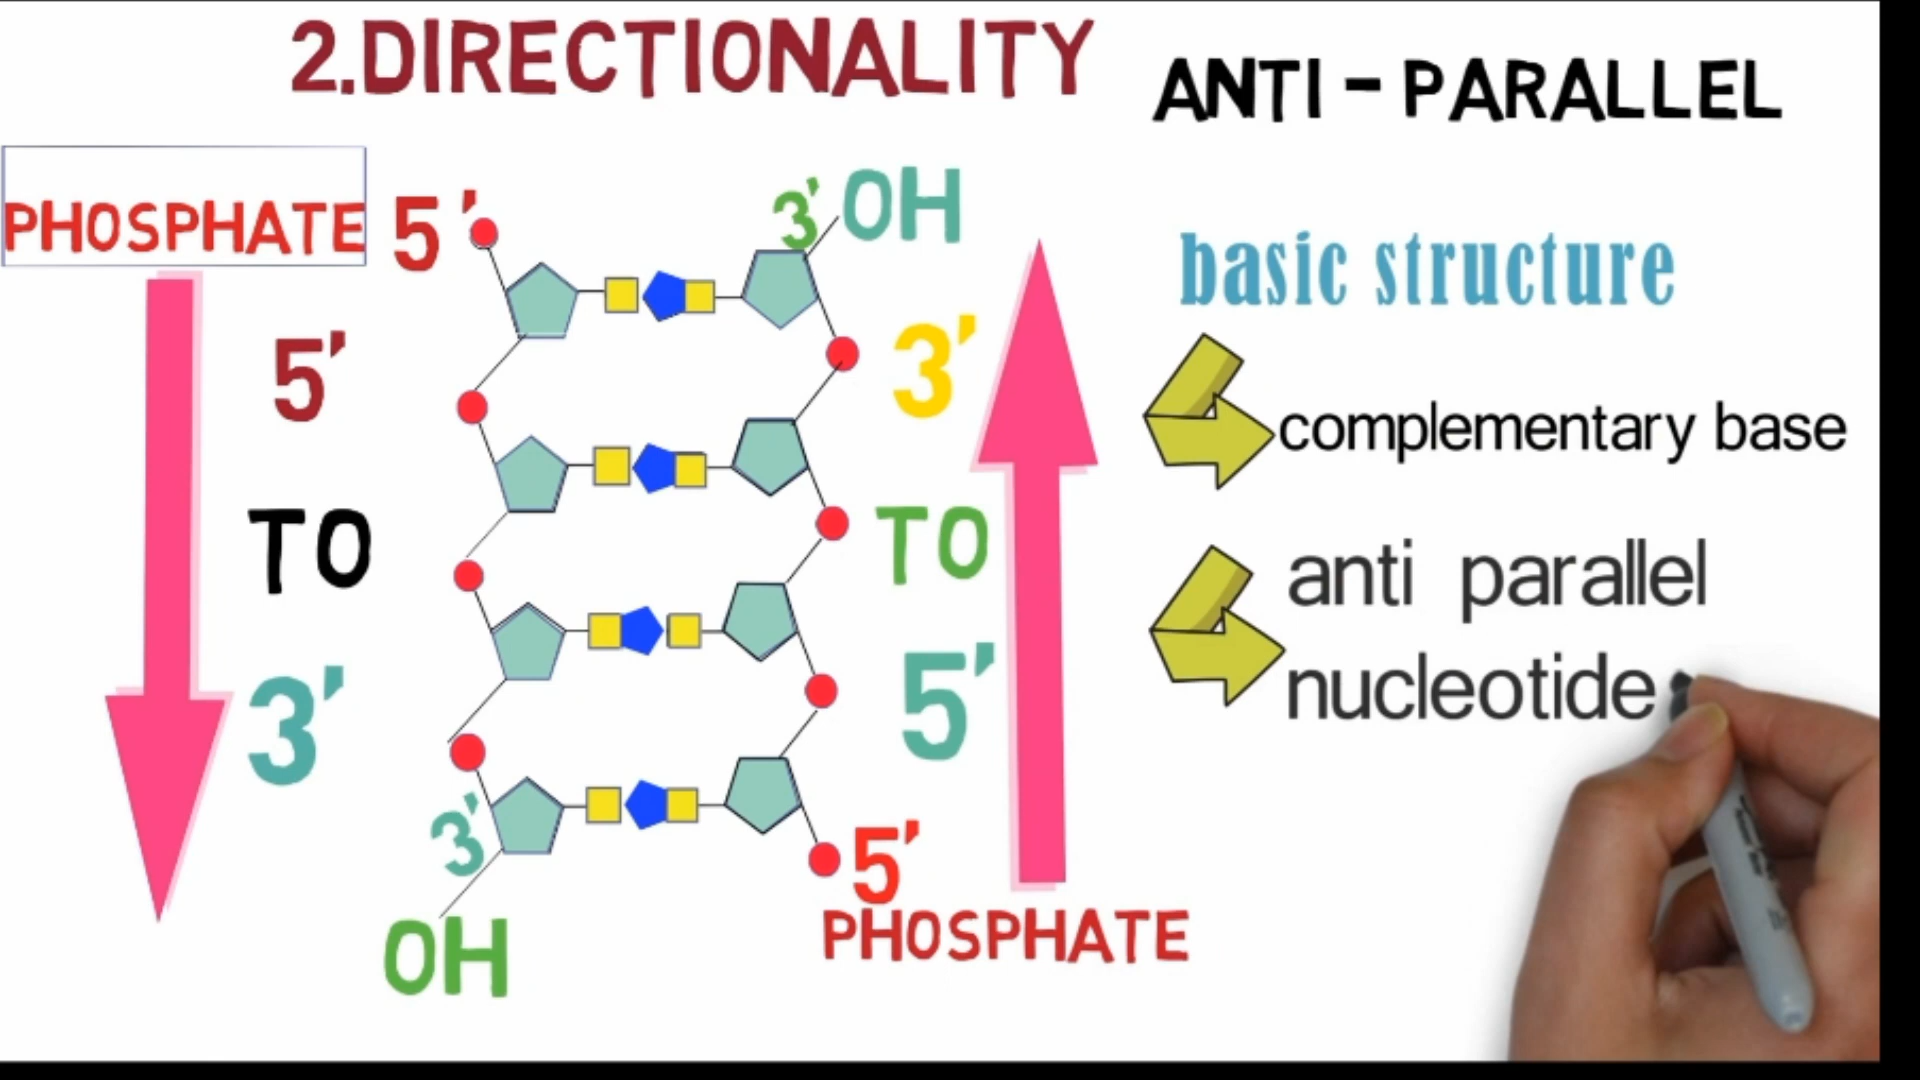 2.DIRECTIONALITY
ANTI - PARALLEL
PHOSPHATE
5'
3'
OH
basic structure
5'
3'
complementary base
TO
TO
anti parallel
nucleotide
3'
5'
3'
5'
PHOSPHATE
OH